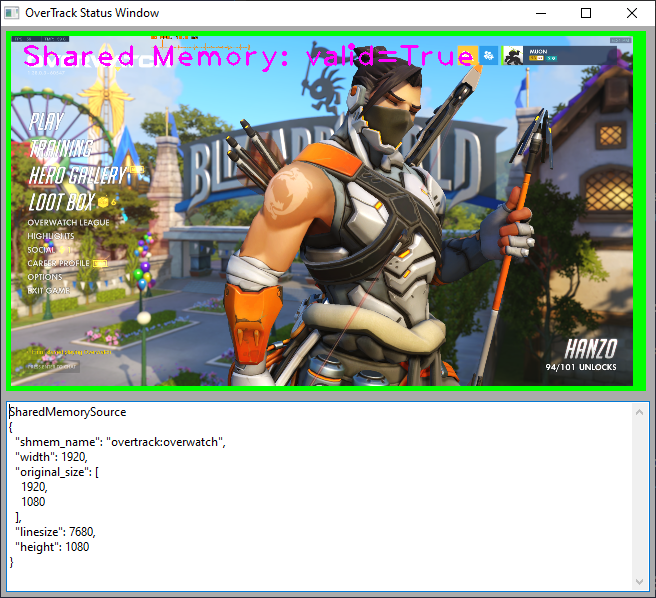 OverTrack Status Window
Shared Memory: valid=True
MUON
PLAY
TRAINING
HERO GALLERY
LOOT BOX 6
OVERWATCH LEAGUE
HIGHLIGHTS
SOCIAL
CAREER PROFILE
OPTIONS
EXIT GAME
HANZO
94/101 UNLOCKS
SharedMemorySource
{
"shmem_name": "overtrack:overwatch",
"width": 1920,
"original_size": [
1920,
1080
],
"linesize": 7680,
"height": 1080
}